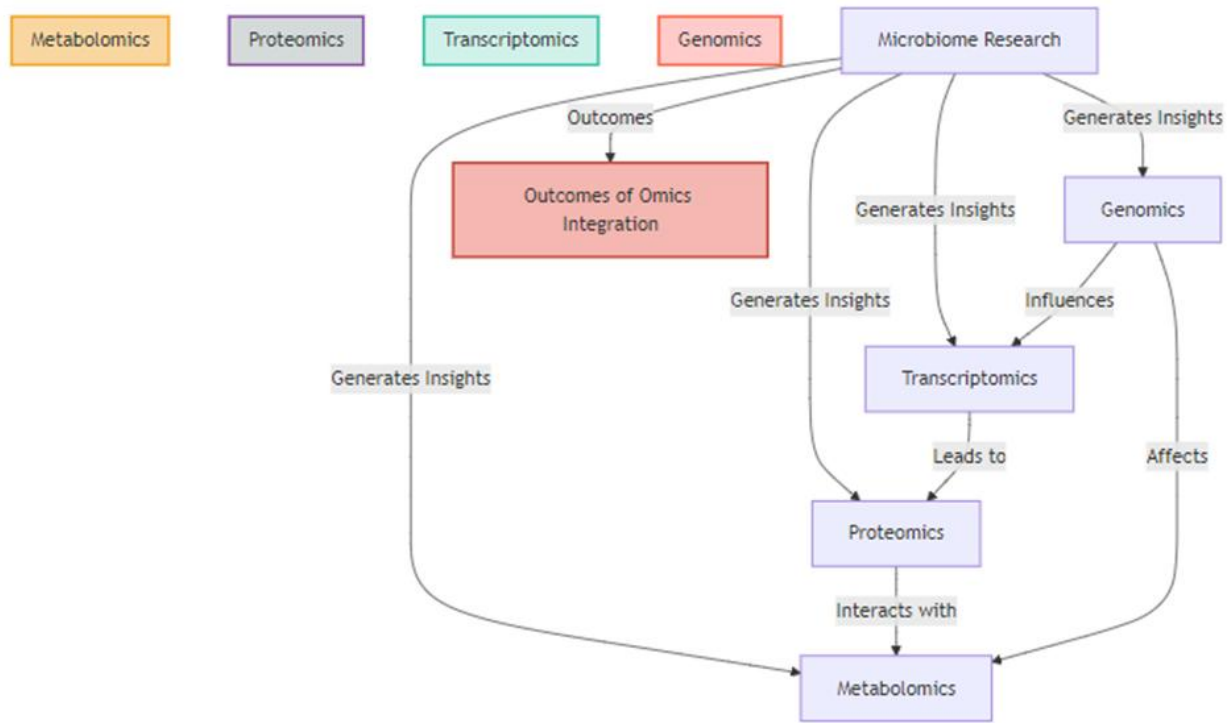 Metabolomics
Proteomics
Transcriptomics
Genomics
Microbiome Research
Outcomes
Generates Insights
Outcomes of Omics
Integration
Generates Insights
Genomics
Generates Insights
Influences
Generates Insights
Transcriptomics
Leads to
Affects
Proteomics
Interacts with
Metabolomics